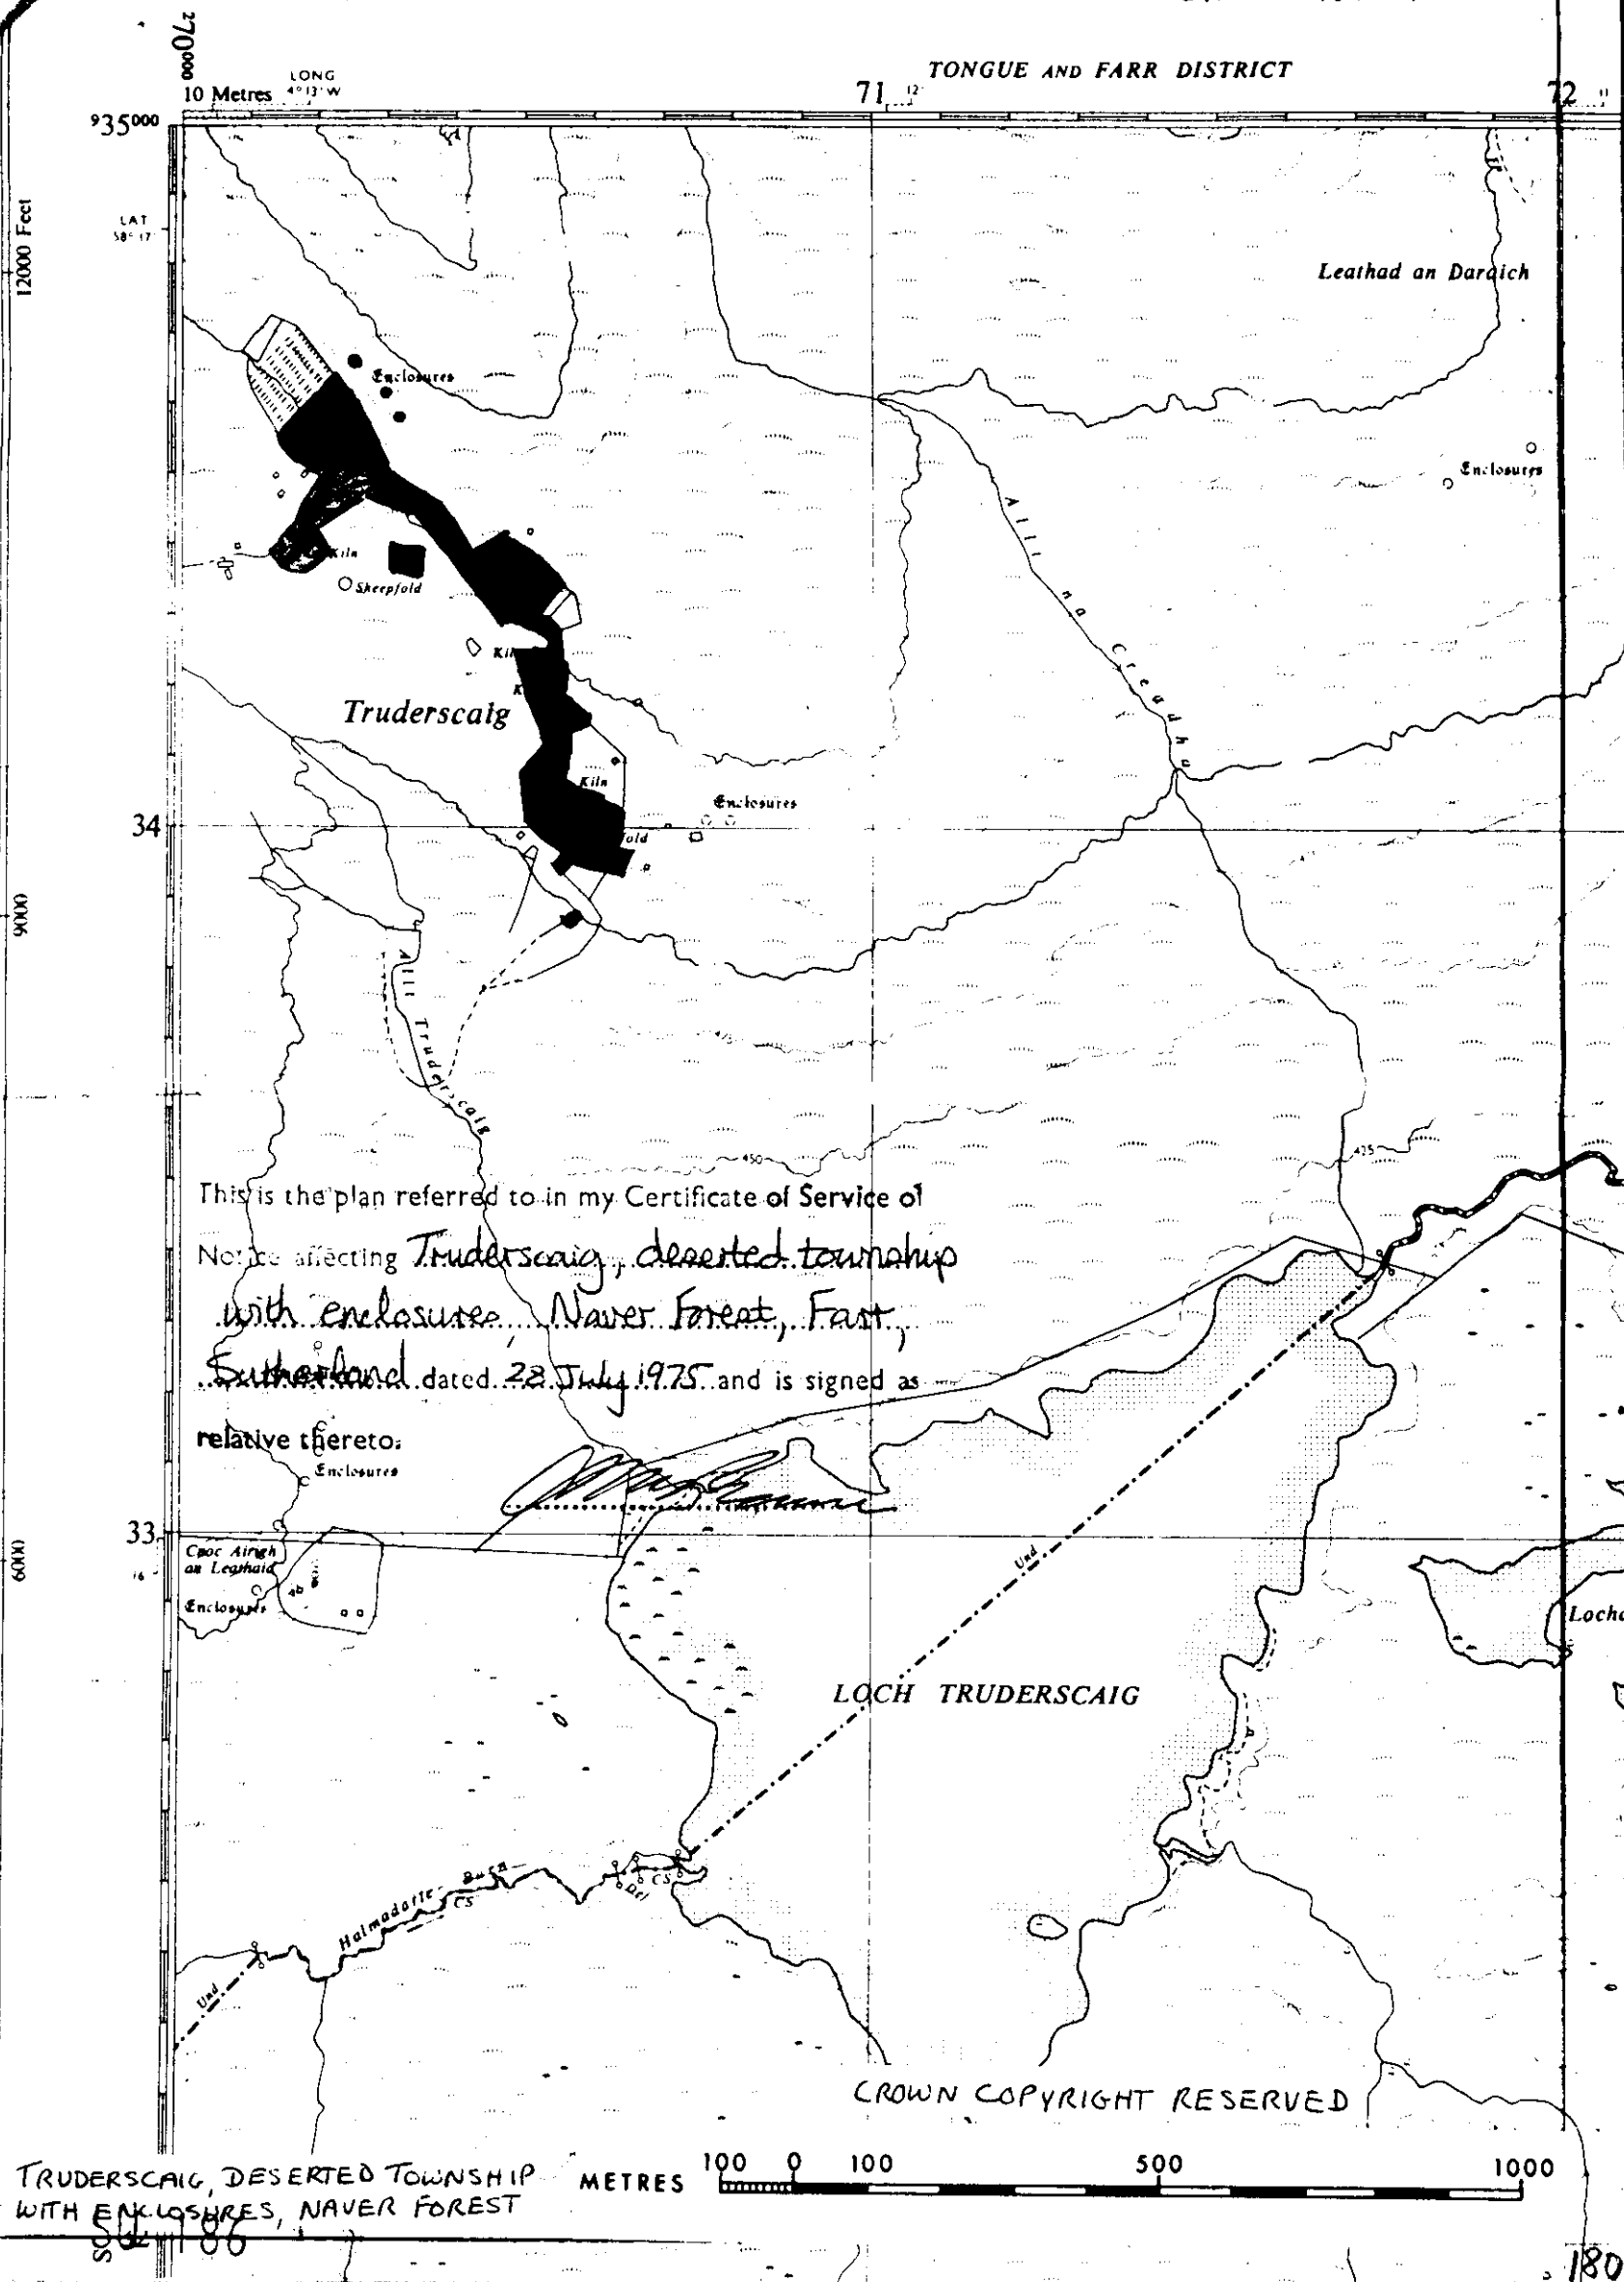 TONGUE AND FARR DISTRICT
270000
LONG
4°13' W
10 Metres
71
12'
72
11'
935000
LAT
58° 17'
12000 Feet
Leathad an Daraich
Enclosures
Enclosures
Kiln
Sheepfold
Allt na Creadha
Truderscaig
Kiln
Enclosures
34
9000
Allt Truderscaig
450
425
This is the plan referred to in my Certificate of Service of
Notice affecting Truderscaig, deserted township
with enclosures, Naver Forest, Farr,
Sutherland dated 28 July 1975 and is signed as
relative thereto.
Enclosures
33
6000
Cnoc Airigh
an Leathaid
Enclosures
Und
LOCH TRUDERSCAIG
Halmadarie Burn
CS
Def
CS
Und
CROWN COPYRIGHT RESERVED
TRUDERSCAIG, DESERTED TOWNSHIP
WITH ENCLOSURES, NAVER FOREST
METRES 100 0 100 500 1000
180